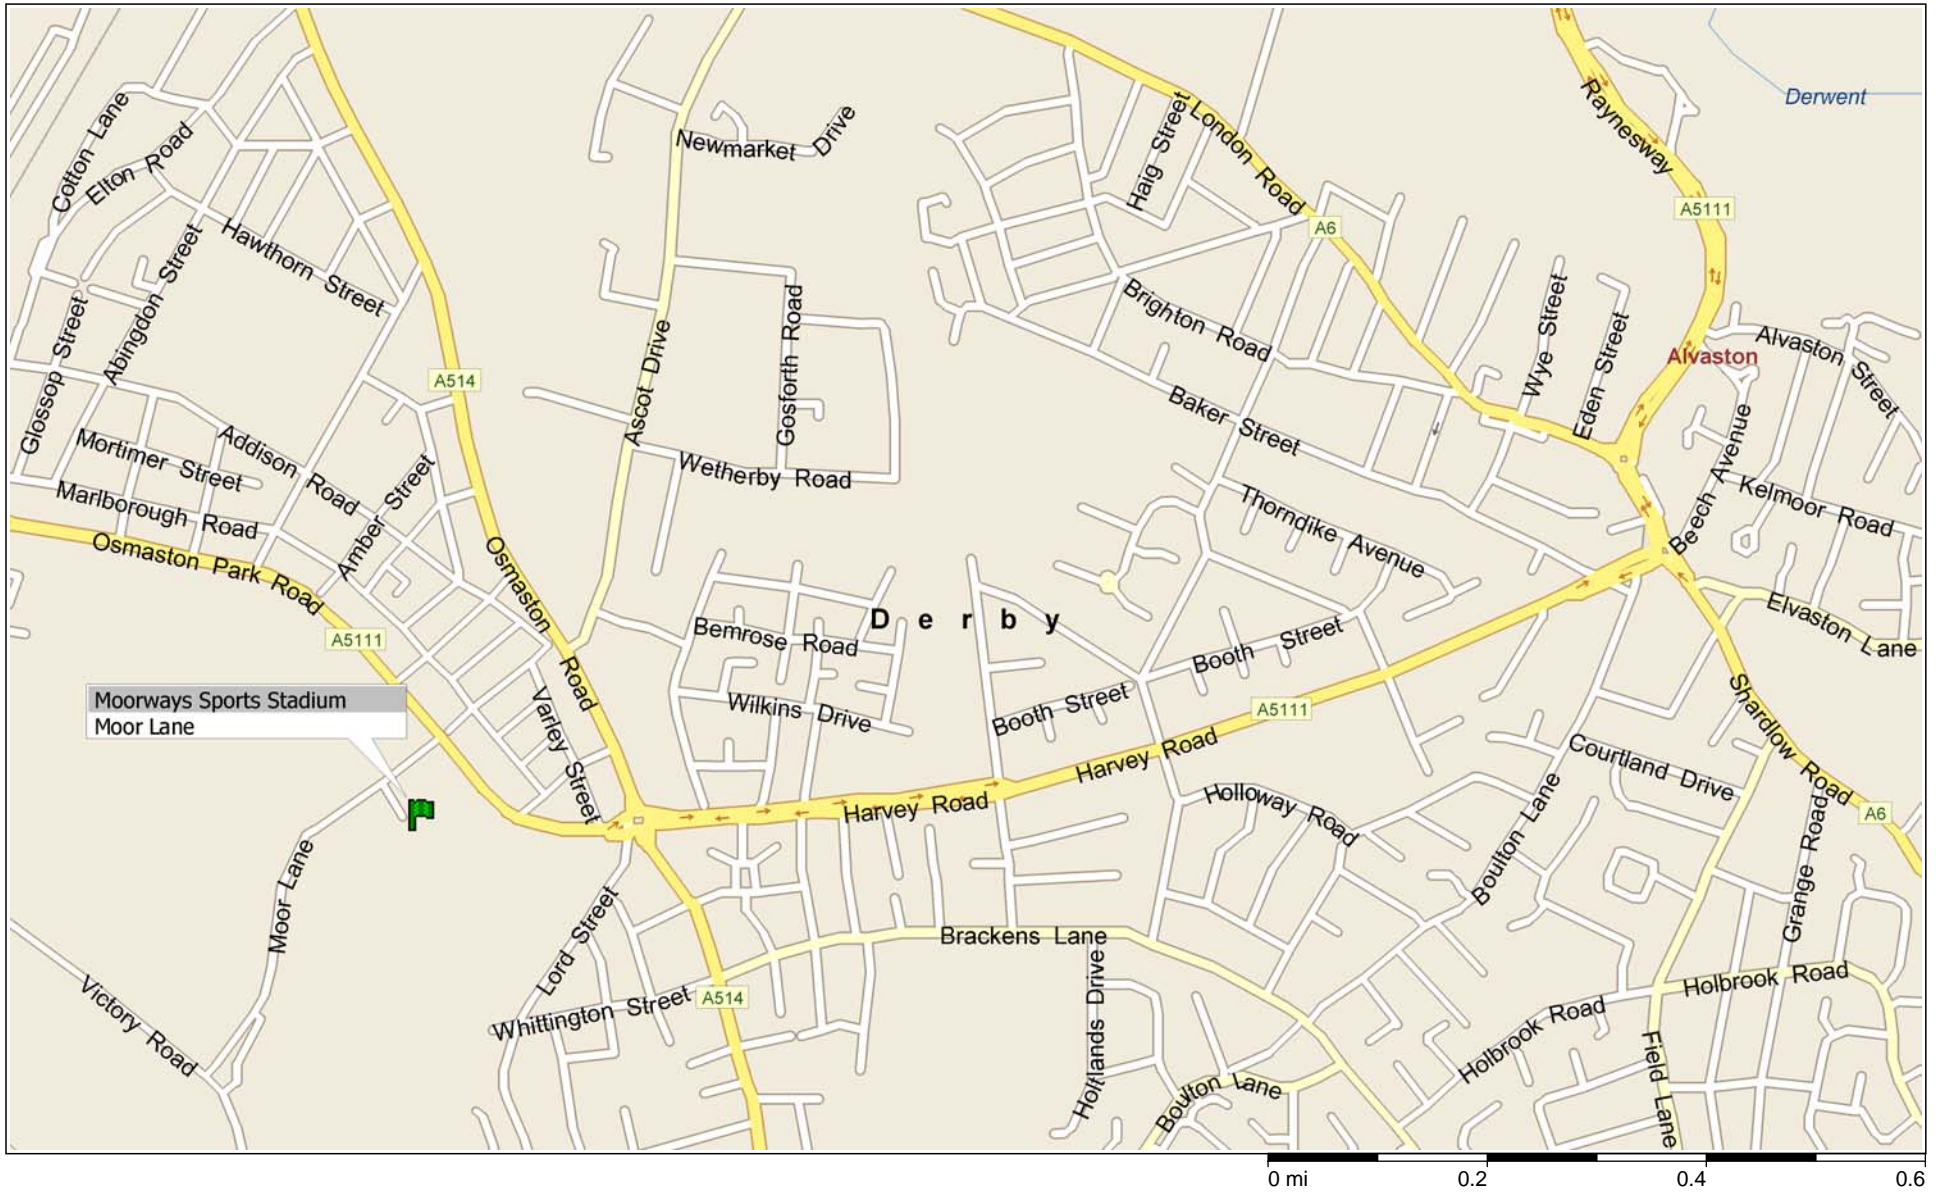 Derwent
Cotton Lane
Elton Road
Newmarket Drive
Haig Street
London Road
Raynesway
A5111
A6
Hawthorn Street
Abingdon Street
Glossop Street
Ascot Drive
Gosforth Road
Brighton Road
Wye Street
Eden Street
Alvaston
Alvaston Street
A514
Baker Street
Mortimer Street
Addison Road
Amber Street
Marlborough Road
Wetherby Road
Thorndike Avenue
Beech Avenue
Kelmoor Road
Osmaston Park Road
Osmaston Road
Derby
Bemrose Road
Booth Street
Elvaston Lane
A5111
Moorways Sports Stadium
Moor Lane
Varley Street
Wilkins Drive
Booth Street
A5111
Shardlow Road
Harvey Road
Harvey Road
Courtland Drive
Holloway Road
Boulton Lane
Grange Road
A6
Moor Lane
Lord Street
Brackens Lane
Victory Road
Whittington Street
A514
Hollands Drive
Holbrook Road
Holbrook Road
Boulton Lane
Field Lane
0 mi 0.2 0.4 0.6